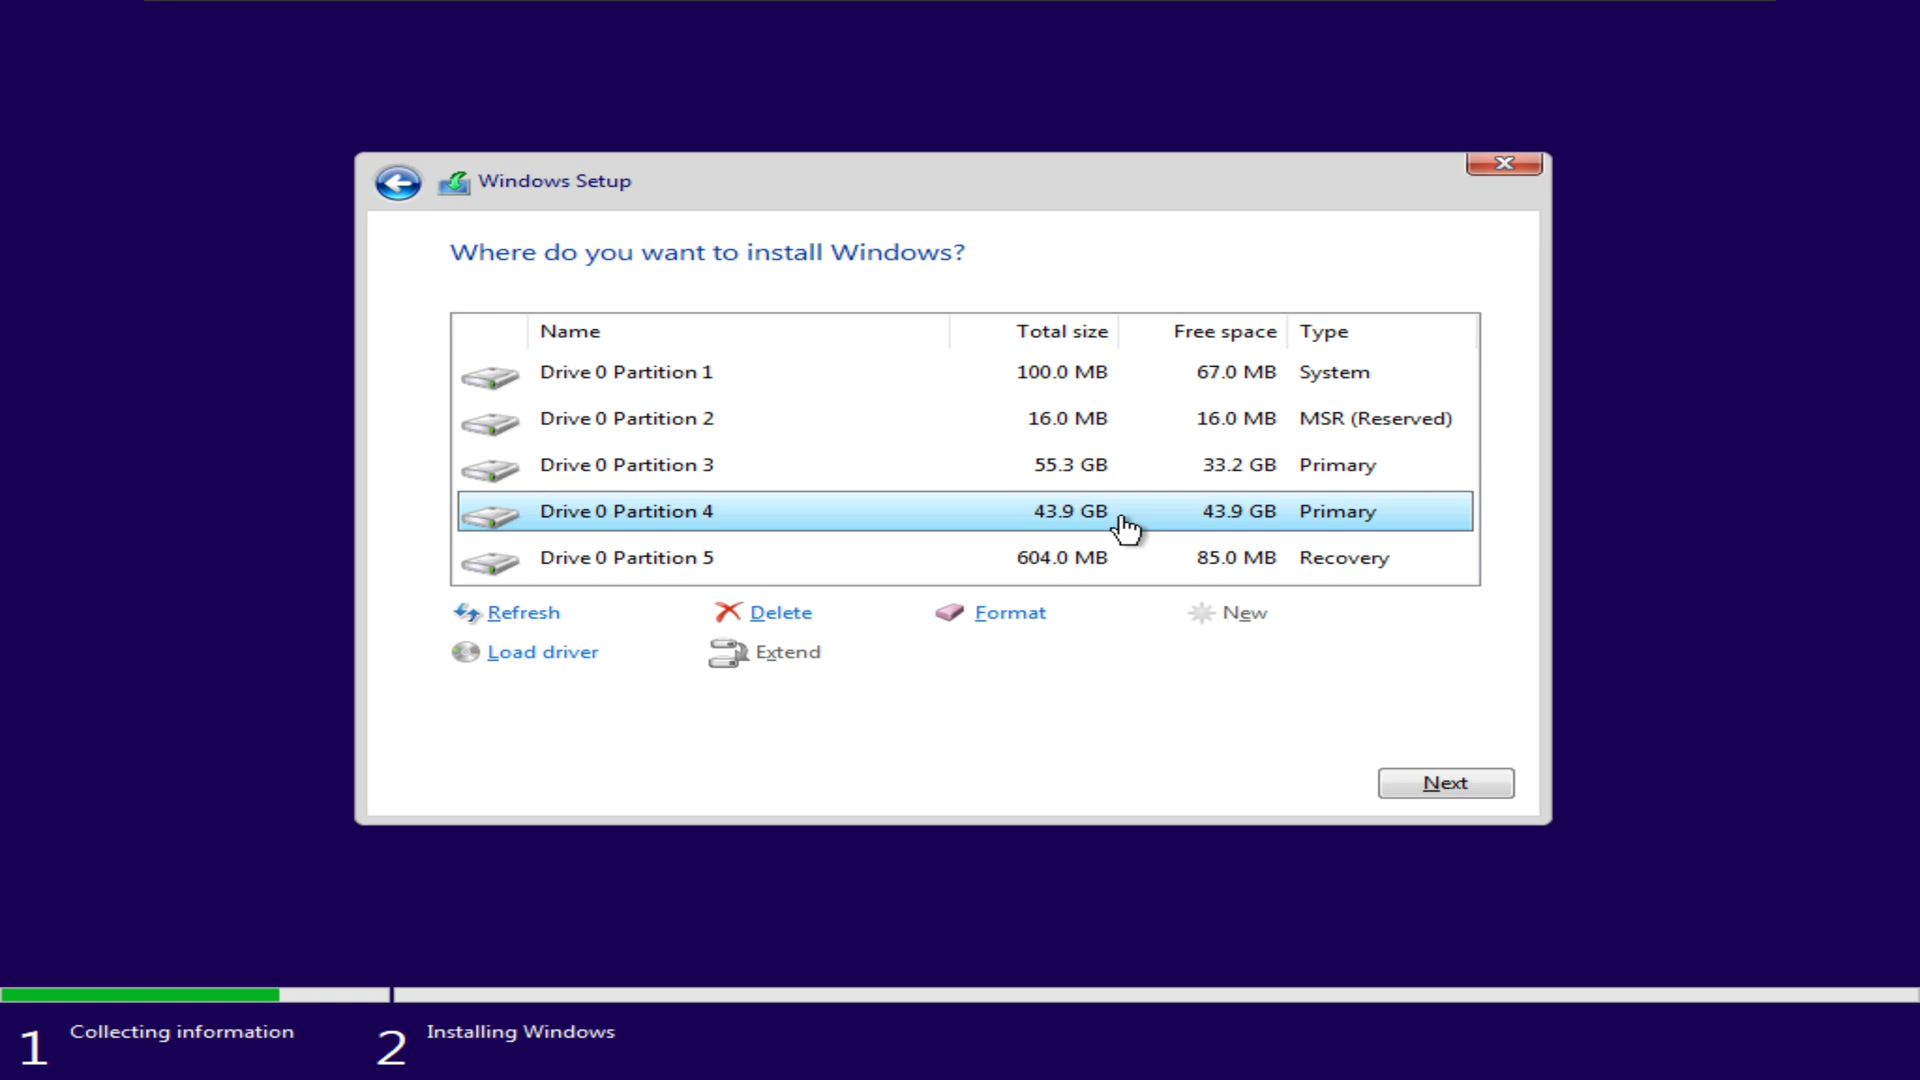 Windows Setup
Where do you want to install Windows?
Name Total size Free space Type
Drive 0 Partition 1 100.0 MB 67.0 MB System
Drive 0 Partition 2 16.0 MB 16.0 MB MSR (Reserved)
Drive 0 Partition 3 55.3 GB 33.2 GB Primary
Drive 0 Partition 4 43.9 GB 43.9 GB Primary
Drive 0 Partition 5 604.0 MB 85.0 MB Recovery
Refresh Delete Format New
Load driver Extend
Next
1 Collecting information 2 Installing Windows